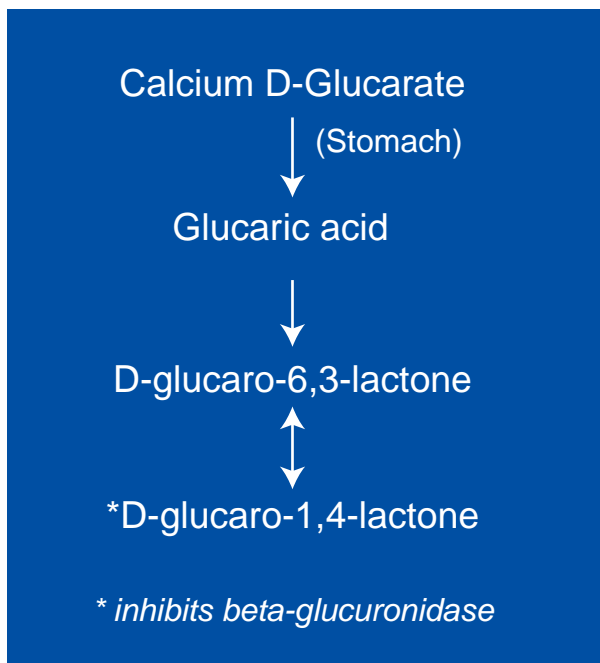 Calcium D-Glucarate
(Stomach)
Glucaric acid
D-glucaro-6,3-lactone
*D-glucaro-1,4-lactone
* inhibits beta-glucuronidase